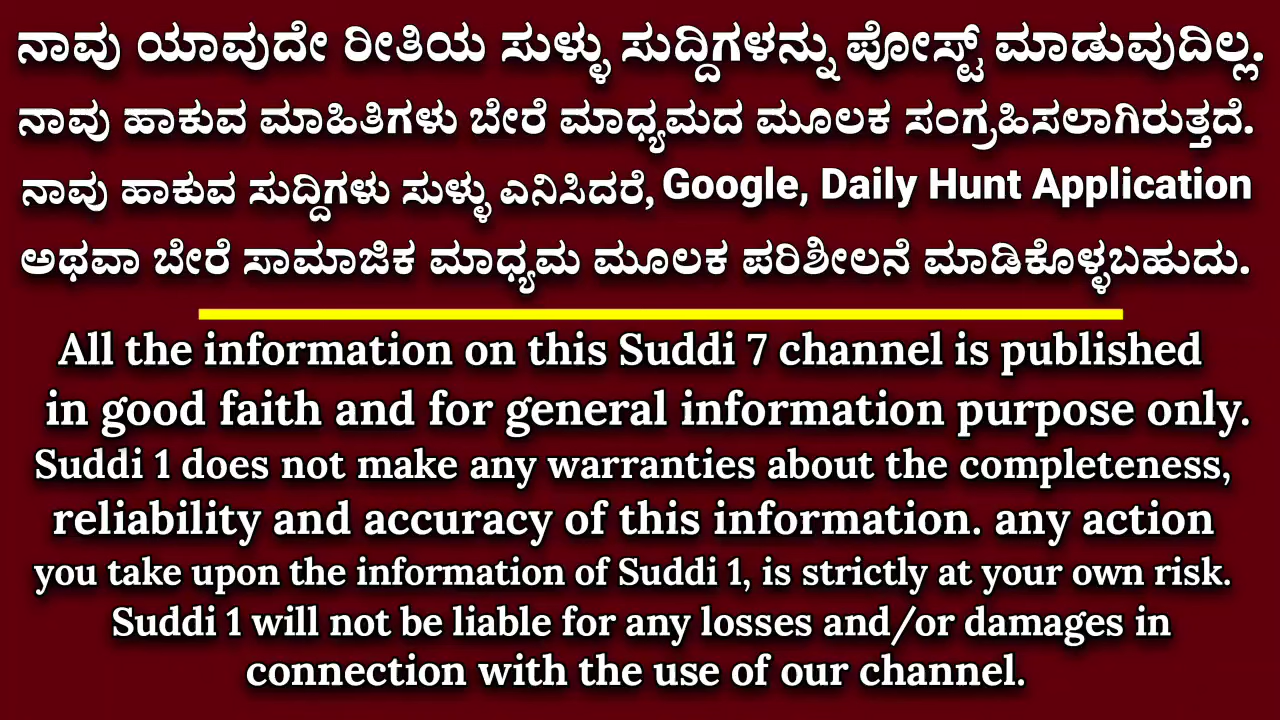 ನಾವು ಯಾವುದೇ ರೀತಿಯ ಸುಳ್ಳು ಸುದ್ದಿಗಳನ್ನು ಪೋಸ್ಟ್ ಮಾಡುವುದಿಲ್ಲ.
ನಾವು ಹಾಕುವ ಮಾಹಿತಿಗಳು ಬೇರೆ ಮಾಧ್ಯಮದ ಮೂಲಕ ಸಂಗ್ರಹಿಸಲಾಗಿರುತ್ತದೆ.
ನಾವು ಹಾಕುವ ಸುದ್ದಿಗಳು ಸುಳ್ಳು ಎನಿಸಿದರೆ, Google, Daily Hunt Application
ಅಥವಾ ಬೇರೆ ಸಾಮಾಜಿಕ ಮಾಧ್ಯಮ ಮೂಲಕ ಪರಿಶೀಲನೆ ಮಾಡಿಕೊಳ್ಳಬಹುದು.
All the information on this Suddi 7 channel is published
in good faith and for general information purpose only.
Suddi 1 does not make any warranties about the completeness,
reliability and accuracy of this information. any action
you take upon the information of Suddi 1, is strictly at your own risk.
Suddi 1 will not be liable for any losses and/or damages in
connection with the use of our channel.